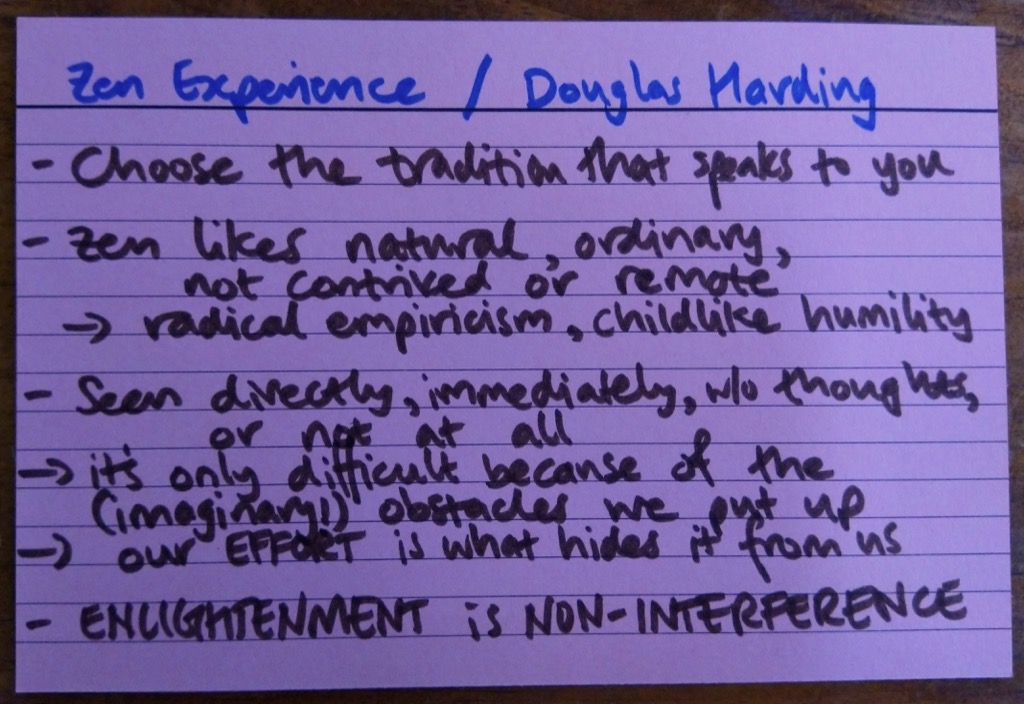 Zen Experience / Douglas Harding
- Choose the tradition that speaks to you
- Zen likes natural, ordinary,
not contrived or remote
→ radical empiricism, childlike humility
- Seen directly, immediately, w/o thoughts,
or not at all
→ it's only difficult because of the
(imaginary!) obstacles we put up
→ our EFFORT is what hides it from us
- ENLIGHTENMENT is NON-INTERFERENCE